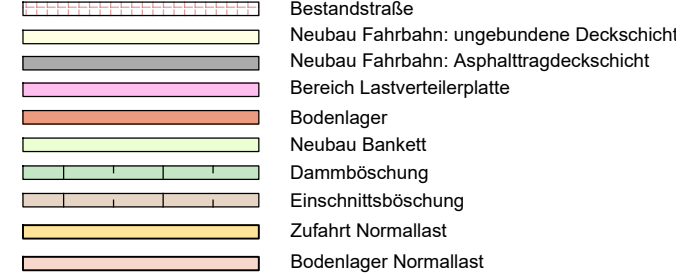 Bestandstraße
Neubau Fahrbahn: ungebundene Deckschicht
Neubau Fahrbahn: Asphalttragdeckschicht
Bereich Lastverteilerplatte
Bodenlager
Neubau Bankett
Dammböschung
Einschnittsböschung
Zufahrt Normallast
Bodenlager Normallast